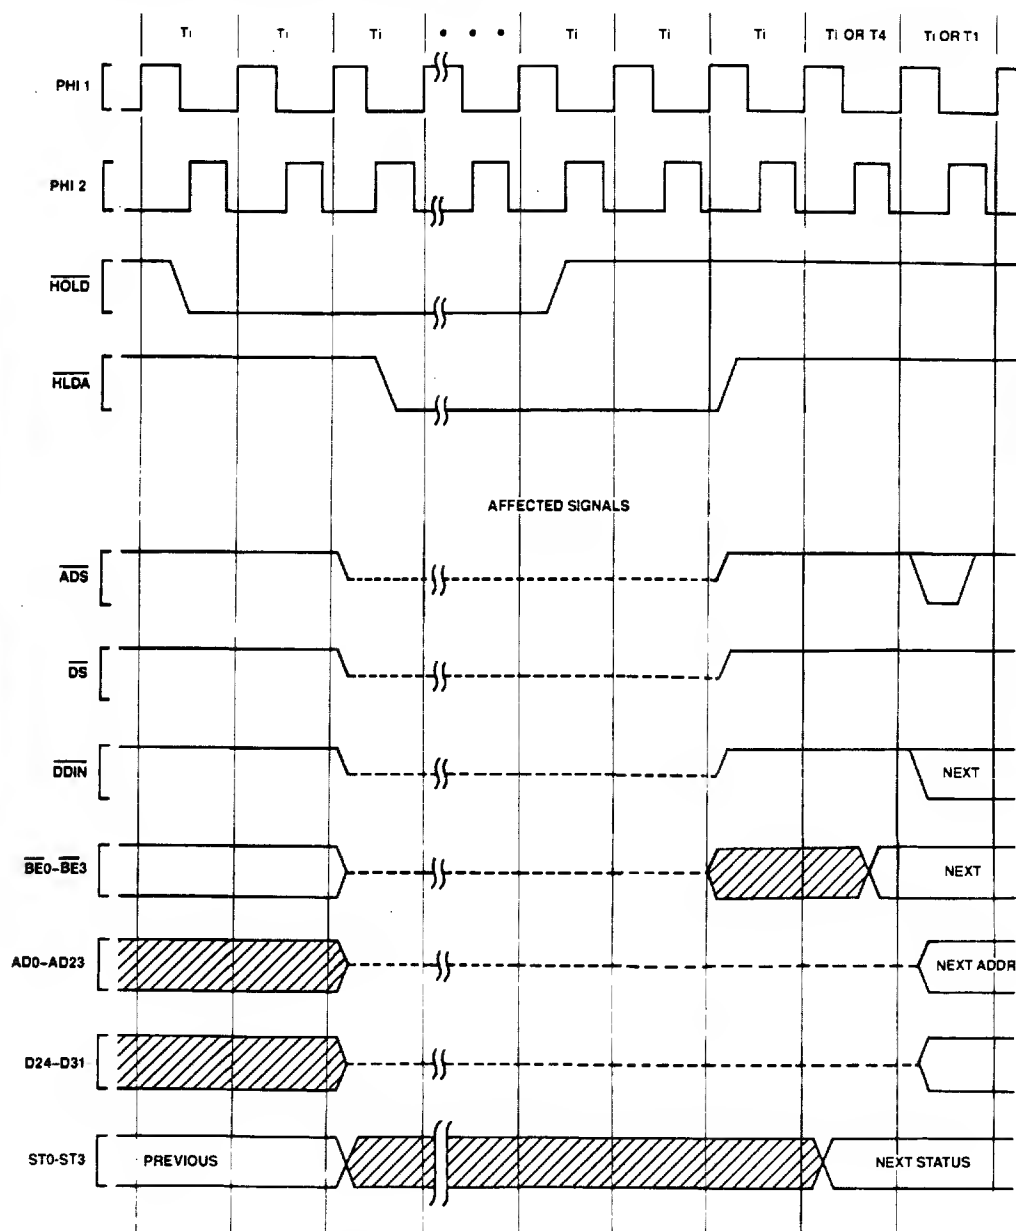 Ti Ti Ti • • • Ti Ti Ti Ti OR T4 Ti OR T1
PHI 1
PHI 2
HOLD
HLDA
AFFECTED SIGNALS
ADS
DS
DDIN NEXT
BE0-BE3 NEXT
AD0-AD23 NEXT ADDR
D24-D31
ST0-ST3 PREVIOUS NEXT STATUS